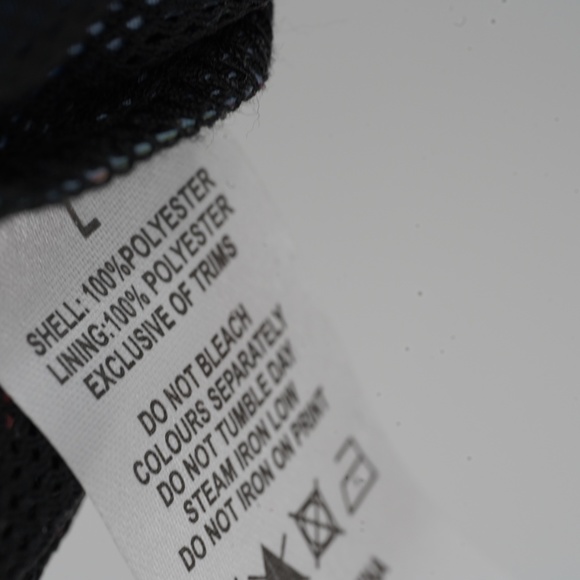 L
SHELL: 100%POLYESTER
LINING:100% POLYESTER
EXCLUSIVE OF TRIMS
DO NOT BLEACH
COLOURS SEPARATELY
DO NOT TUMBLE DAY
STEAM IRON LOW
DO NOT IRON ON PRINT